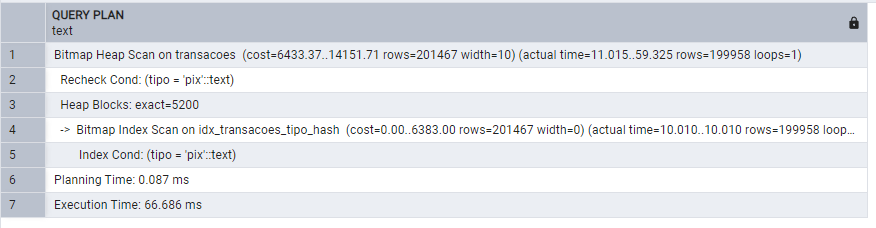 QUERY PLAN
text
1 Bitmap Heap Scan on transacoes (cost=6433.37..14151.71 rows=201467 width=10) (actual time=11.015..59.325 rows=199958 loops=1)
2 Recheck Cond: (tipo = 'pix'::text)
3 Heap Blocks: exact=5200
4 -> Bitmap Index Scan on idx_transacoes_tipo_hash (cost=0.00..6383.00 rows=201467 width=0) (actual time=10.010..10.010 rows=199958 loop...
5 Index Cond: (tipo = 'pix'::text)
6 Planning Time: 0.087 ms
7 Execution Time: 66.686 ms